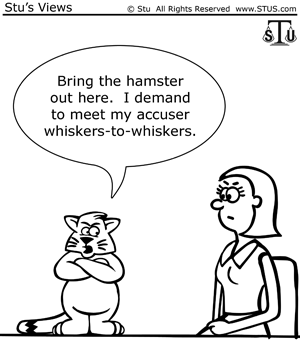 Stu's Views
© Stu All Rights Reserved www.STUS.com
STU
Bring the hamster
out here. I demand
to meet my accuser
whiskers-to-whiskers.